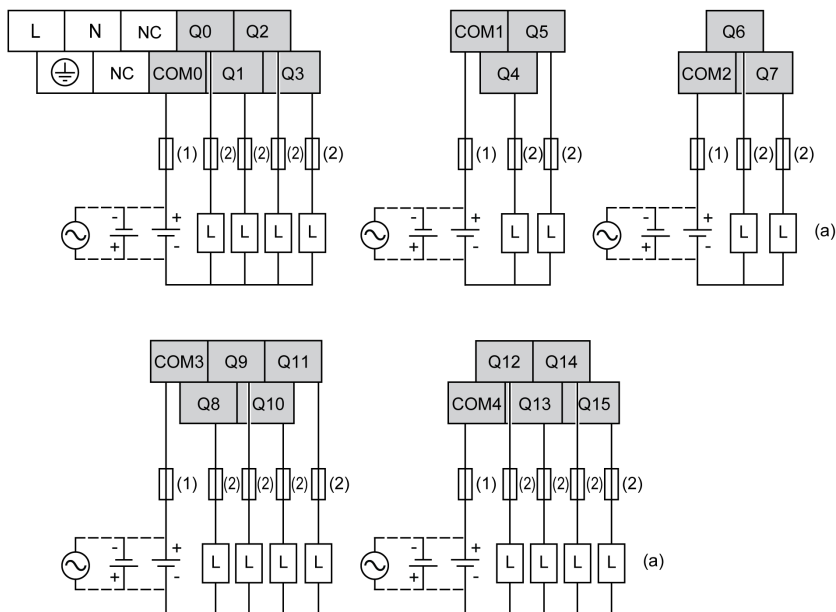 L N NC Q0 Q2 COM1 Q5 Q6
NC COM0 Q1 Q3 Q4 COM2 Q7
(1) (2) (2) (2) (2) (1) (2) (2) (1) (2) (2)
- + - + - +
L L L L L L L L (a)
+ - + - + -
COM3 Q9 Q11 Q12 Q14
Q8 Q10 COM4 Q13 Q15
(1) (2) (2) (2) (2) (1) (2) (2) (2) (2)
- + - +
L L L L L L L L (a)
+ - + -